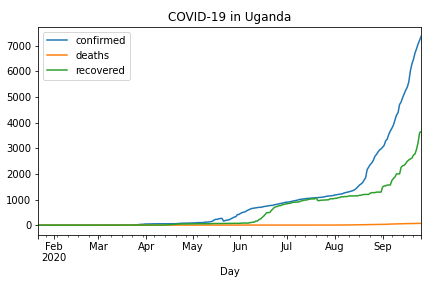 COVID-19 in Uganda
confirmed
deaths
recovered
7000
6000
5000
4000
3000
2000
1000
0
Feb Mar Apr May Jun Jul Aug Sep
2020
Day